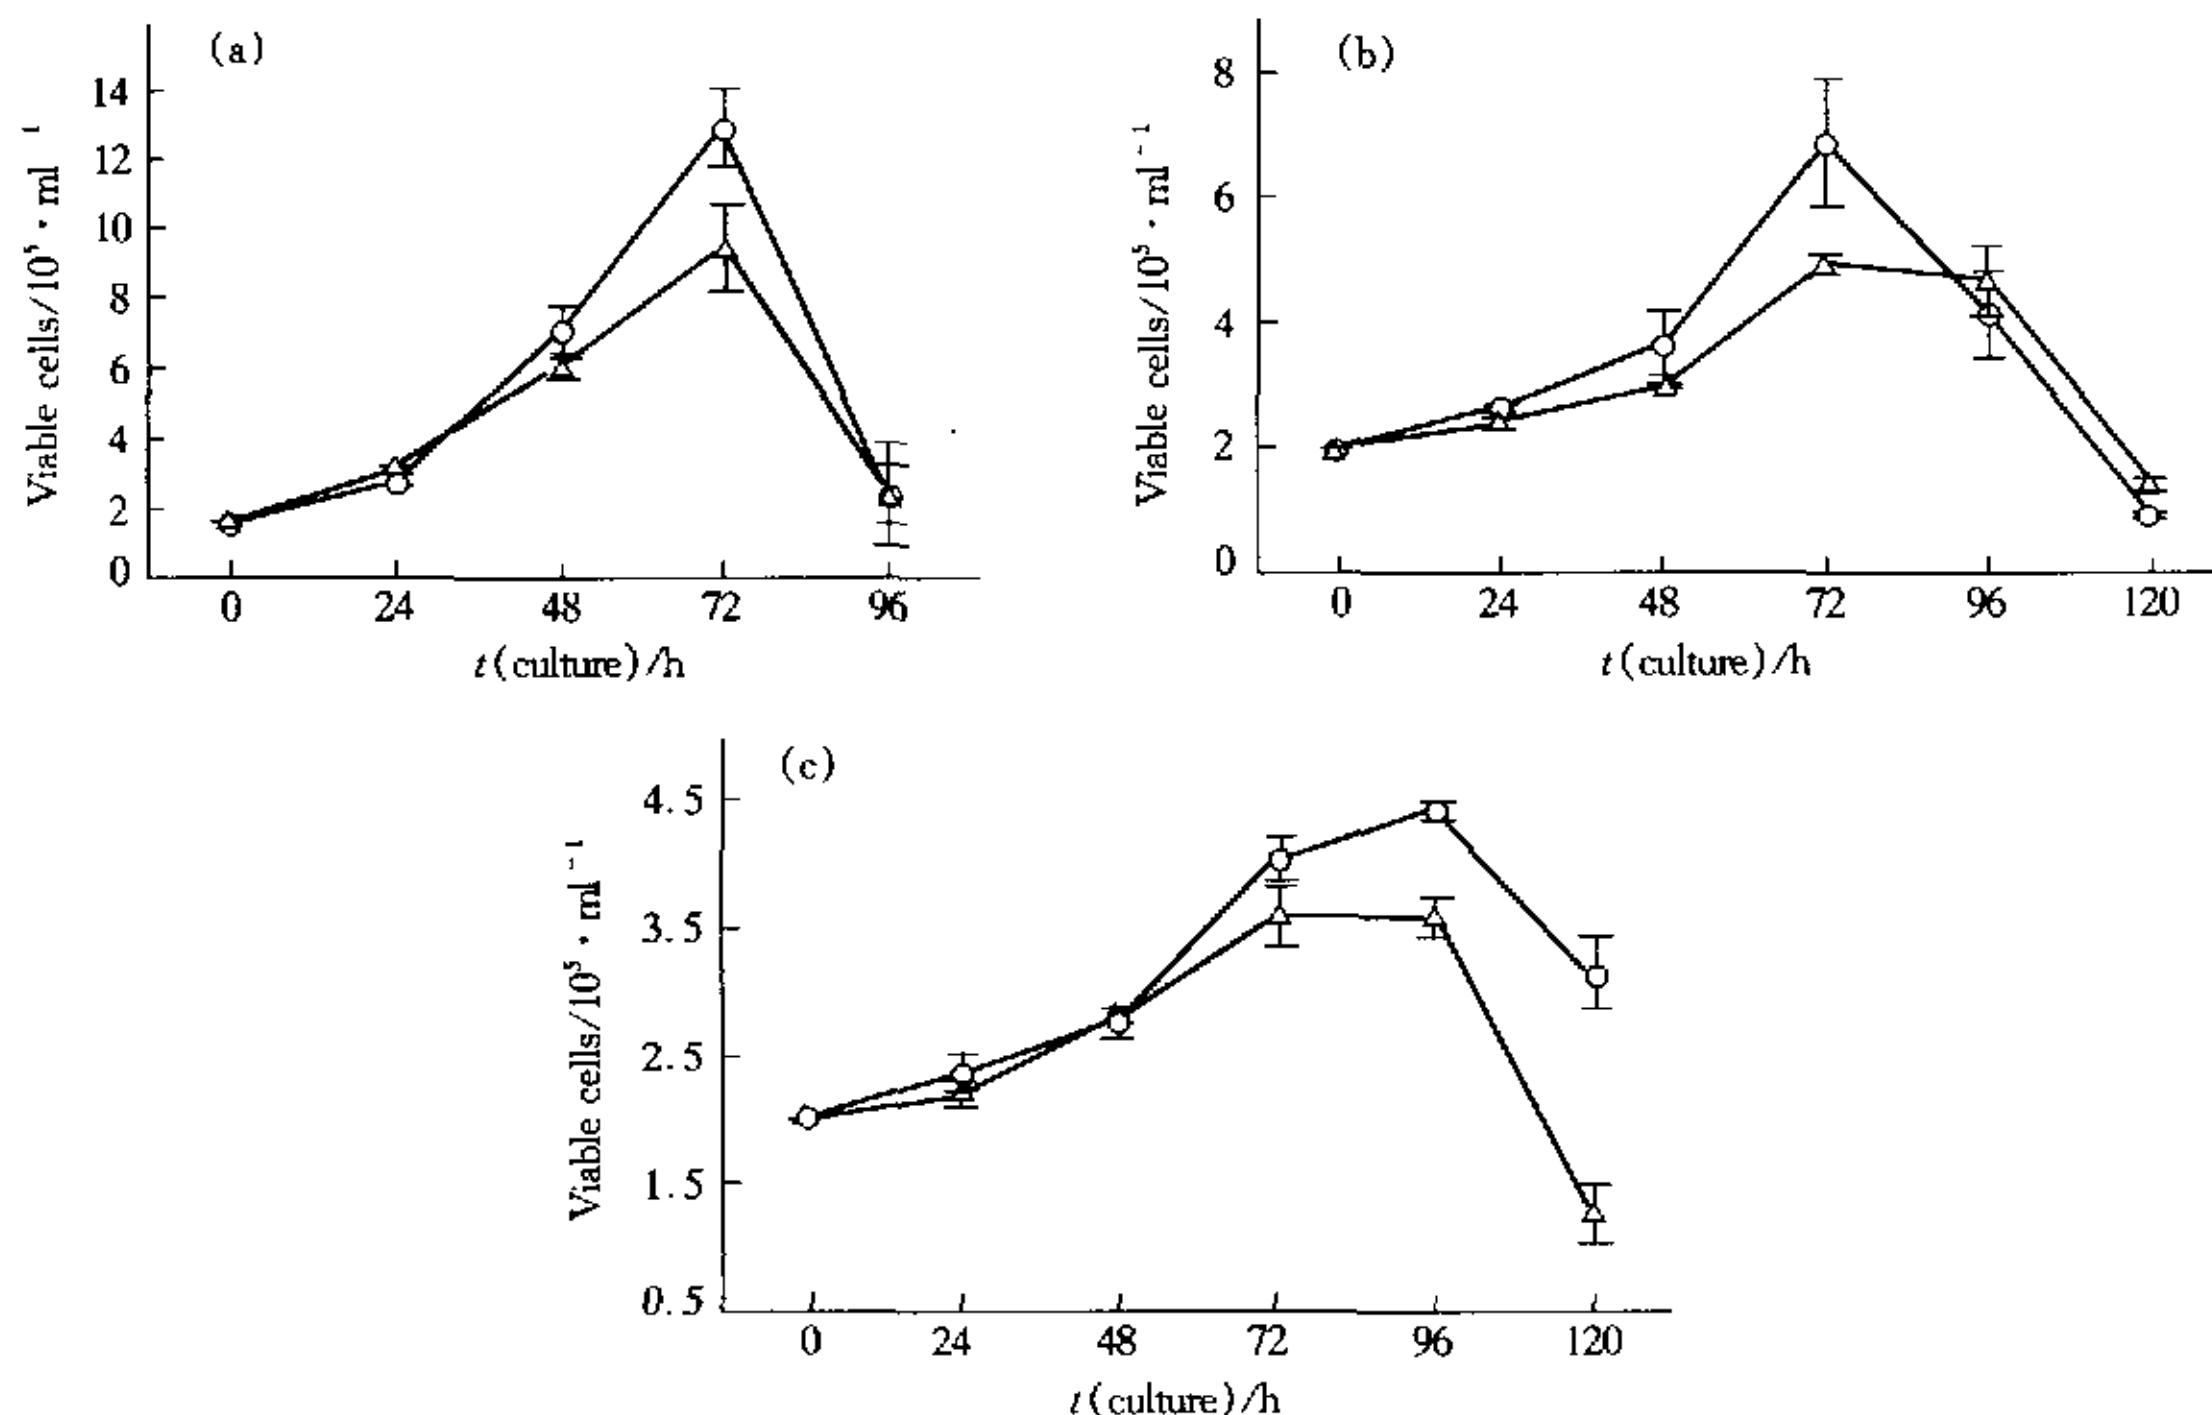 (a)
Viable cells/10⁵·ml⁻¹
14
12
10
8
6
4
2
0
0 24 48 72 96
t(culture)/h
(b)
Viable cells/10⁵·ml⁻¹
8
6
4
2
0
0 24 48 72 96 120
t(culture)/h
(c)
Viable cells/10⁵·ml⁻¹
4.5
3.5
2.5
1.5
0.5
0 24 48 72 96 120
t(culture)/h